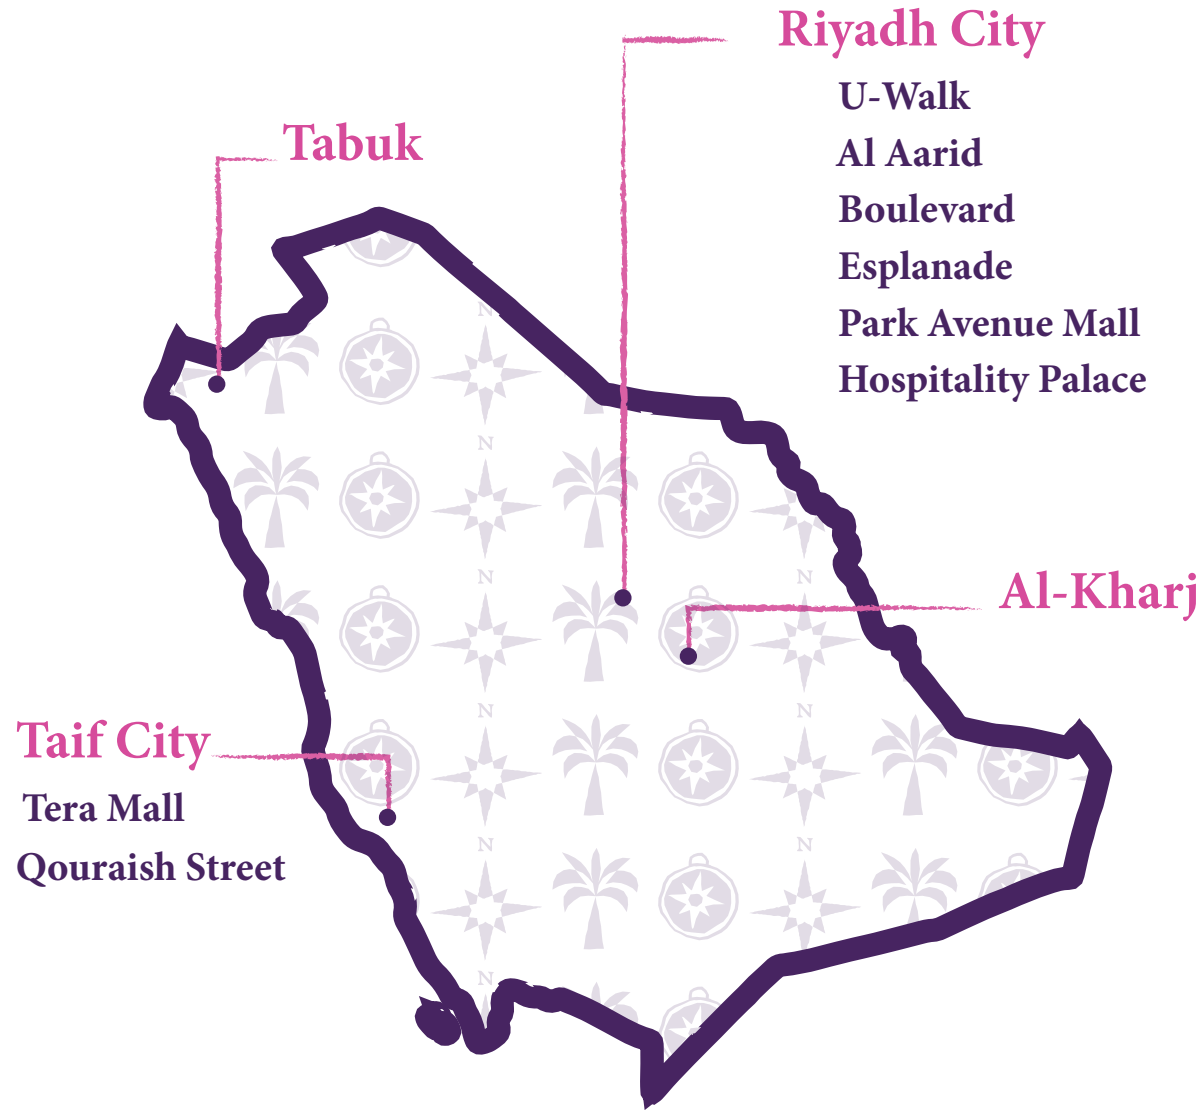 Riyadh City
U-Walk
Al Aarid
Boulevard
Esplanade
Park Avenue Mall
Hospitality Palace
Tabuk
Al-Kharj
Taif City
Tera Mall
Qouraish Street
N
N
N
N
N
N
N
N
N